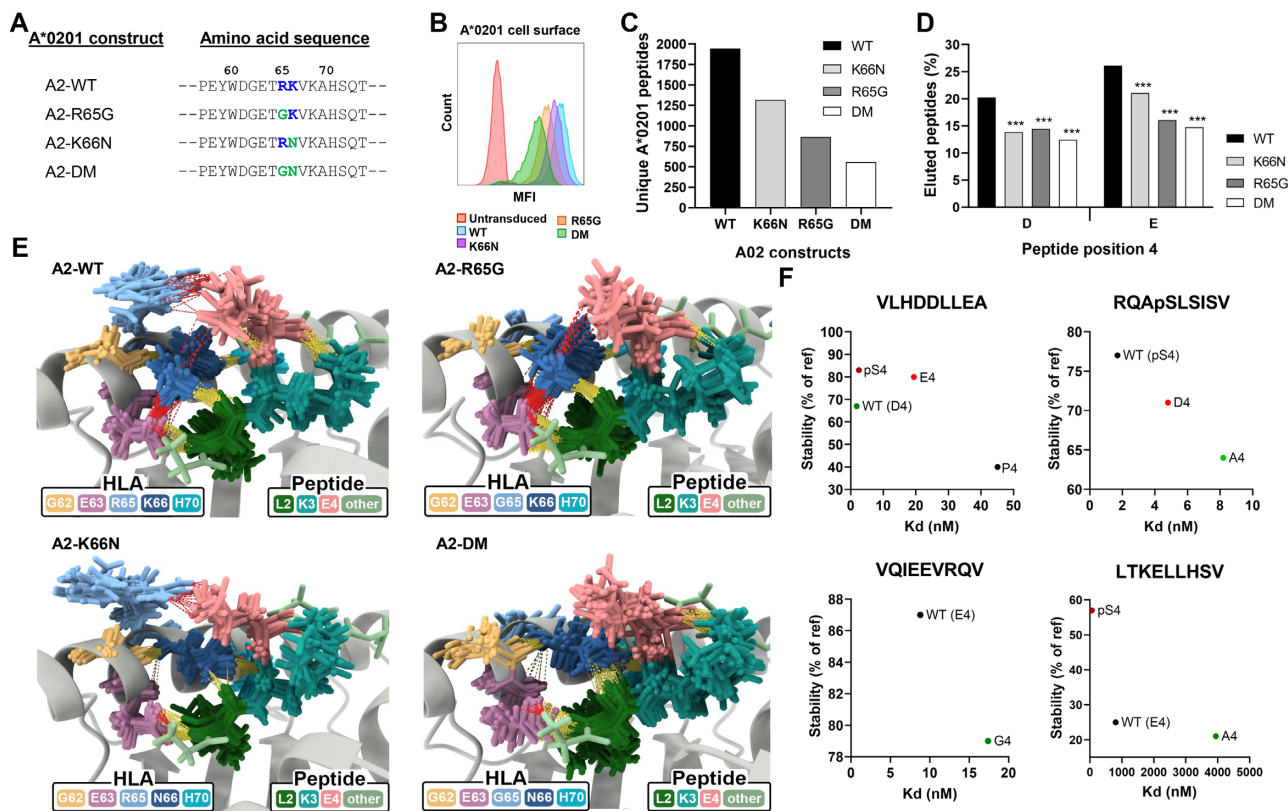 A
A*0201 construct
Amino acid sequence
60 65 70
A2-WT --PEYWDGETRKVKAHSQT--
A2-R65G --PEYWDGETGKVKAHSQT--
A2-K66N --PEYWDGETRNVKAHSQT--
A2-DM --PEYWDGETGNVKAHSQT--
B
A*0201 cell surface
Count
MFI
Untransduced
WT
K66N
R65G
DM
C
Unique A*0201 peptides
2000
1750
1500
1250
1000
750
500
250
0
WT K66N R65G DM
A02 constructs
WT
K66N
R65G
DM
D
Eluted peptides (%)
35
30
25
20
15
10
5
0
*** *** ***
*** *** ***
D E
Peptide position 4
WT
K66N
R65G
DM
E
A2-WT
HLA
G62 E63 R65 K66 H70
Peptide
L2 K3 E4 other
A2-R65G
HLA
G62 E63 G65 K66 H70
Peptide
L2 K3 E4 other
A2-K66N
HLA
G62 E63 R65 N66 H70
Peptide
L2 K3 E4 other
A2-DM
HLA
G62 E63 G65 N66 H70
Peptide
L2 K3 E4 other
F
VLHDDLLEA
Stability (% of ref)
100
90
80
70
60
50
40
30
pS4
E4
WT (D4)
P4
0 10 20 30 40 50
Kd (nM)
RQApSLSISV
Stability (% of ref)
80
75
70
65
60
WT (pS4)
D4
A4
0 2 4 6 8 10
Kd (nM)
VQIEEVRQV
Stability (% of ref)
88
86
84
82
80
78
WT (E4)
G4
0 5 10 15 20
Kd (nM)
LTKELLHSV
Stability (% of ref)
60
50
40
30
20
pS4
WT (E4)
A4
0 1000 2000 3000 4000 5000
Kd (nM)